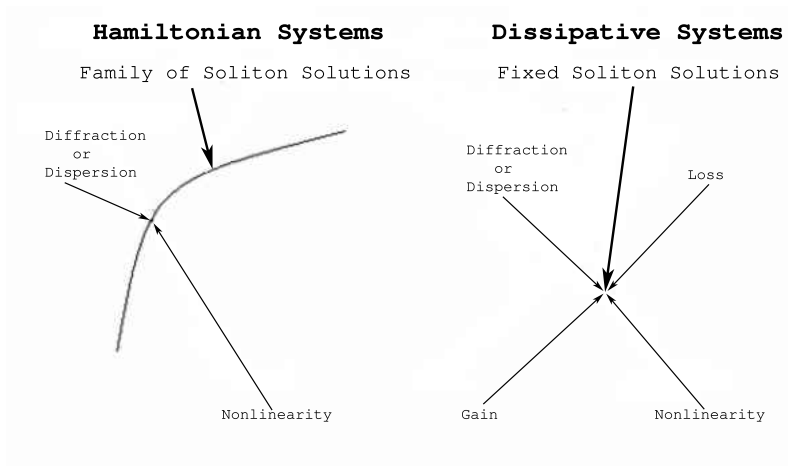 Hamiltonian Systems
Family of Soliton Solutions
Diffraction
or
Dispersion
Nonlinearity
Dissipative Systems
Fixed Soliton Solutions
Diffraction
or
Dispersion
Loss
Gain
Nonlinearity